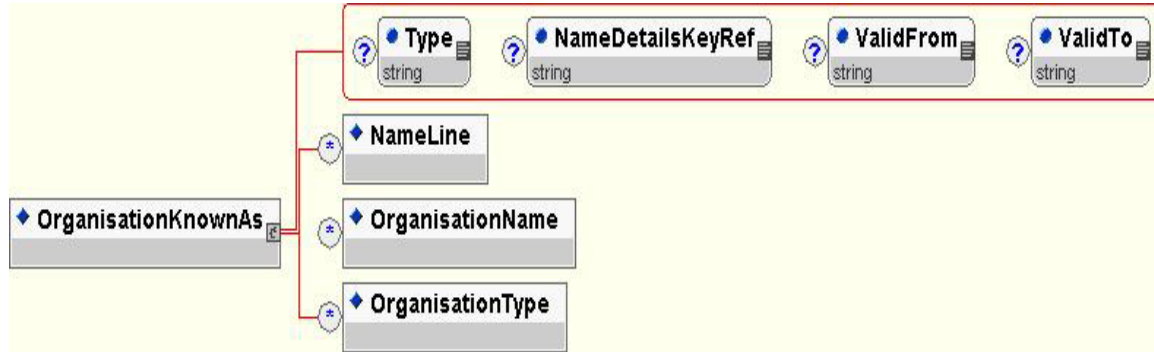 ? Type ? NameDetailsKeyRef ? ValidFrom ? ValidTo
string string string string
* NameLine
OrganisationKnownAs
* OrganisationName
* OrganisationType